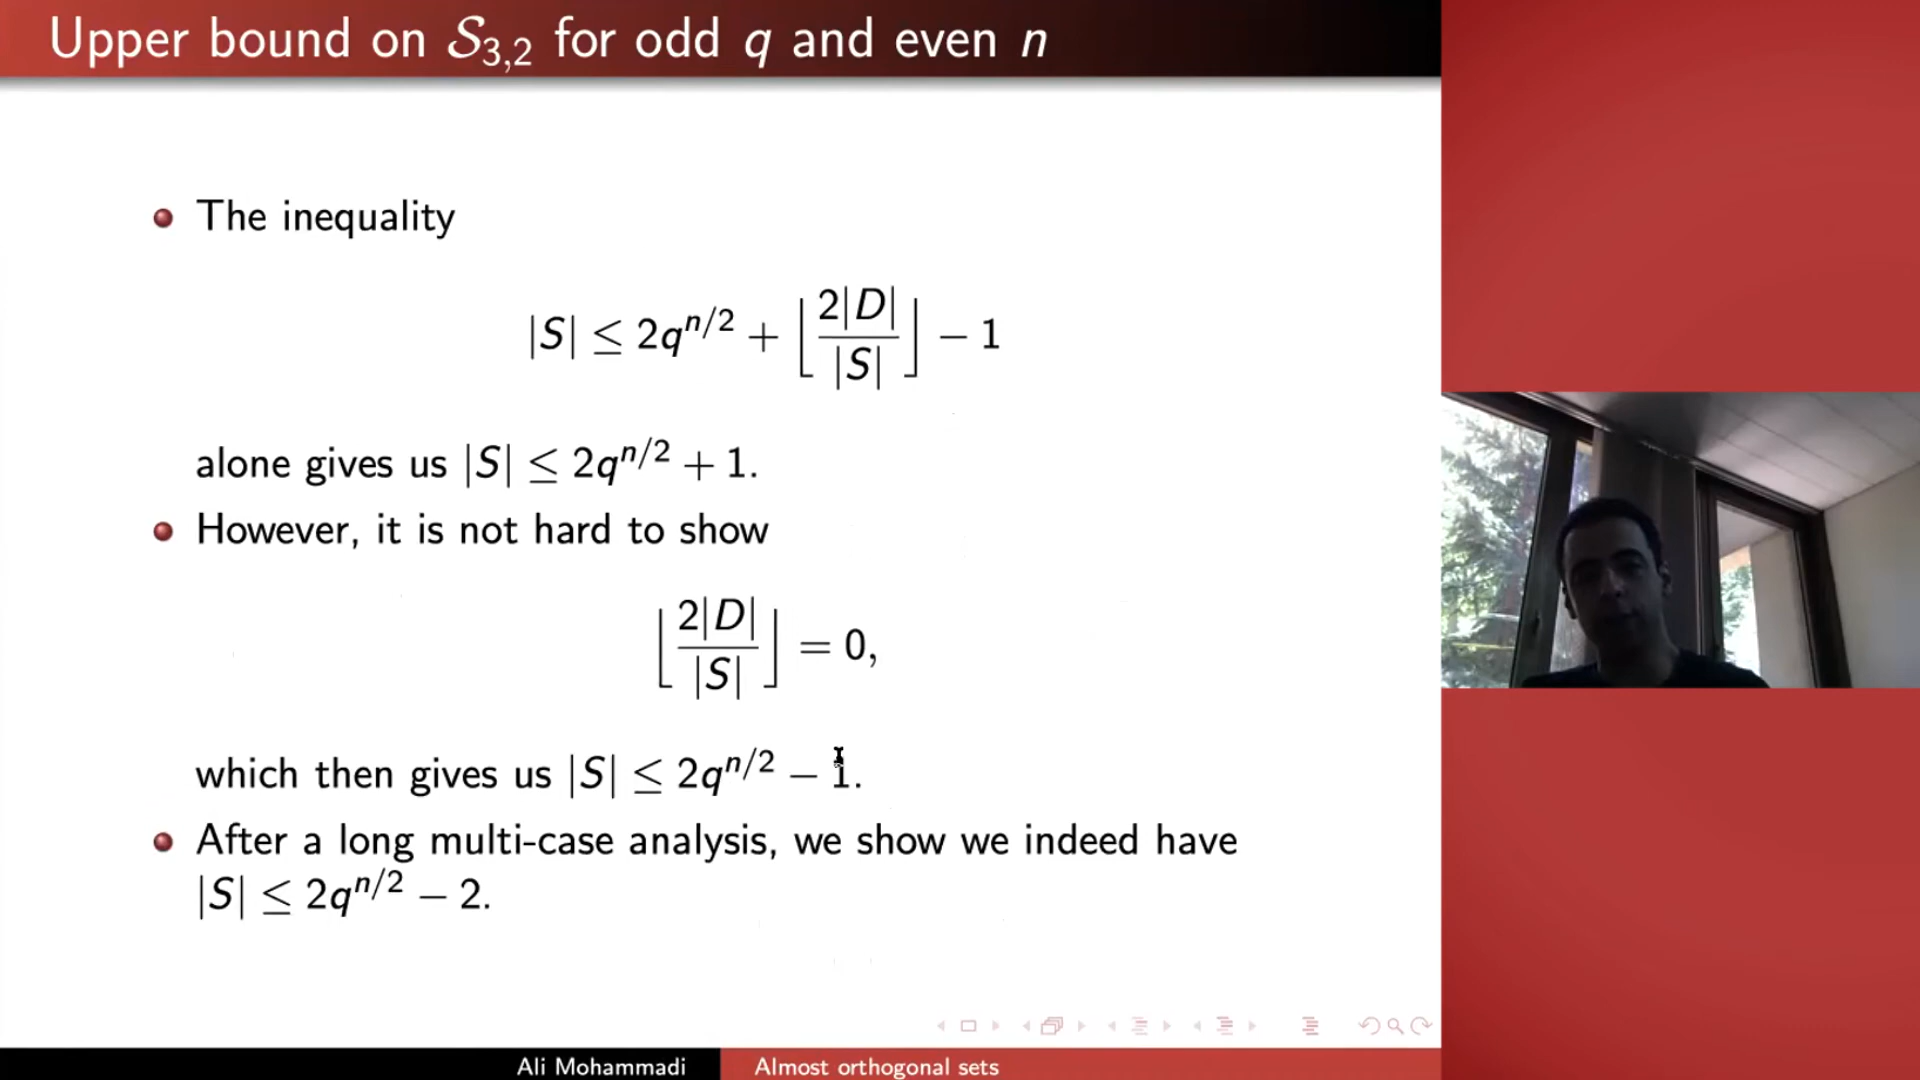 Upper bound on 𝒮₃,₂ for odd q and even n
The inequality
|S| ≤ 2q^{n/2} + ⌊2|D|/|S|⌋ − 1
alone gives us |S| ≤ 2q^{n/2} + 1.
However, it is not hard to show
⌊2|D|/|S|⌋ = 0,
which then gives us |S| ≤ 2q^{n/2} − 1.
After a long multi-case analysis, we show we indeed have
|S| ≤ 2q^{n/2} − 2.
Ali Mohammadi
Almost orthogonal sets